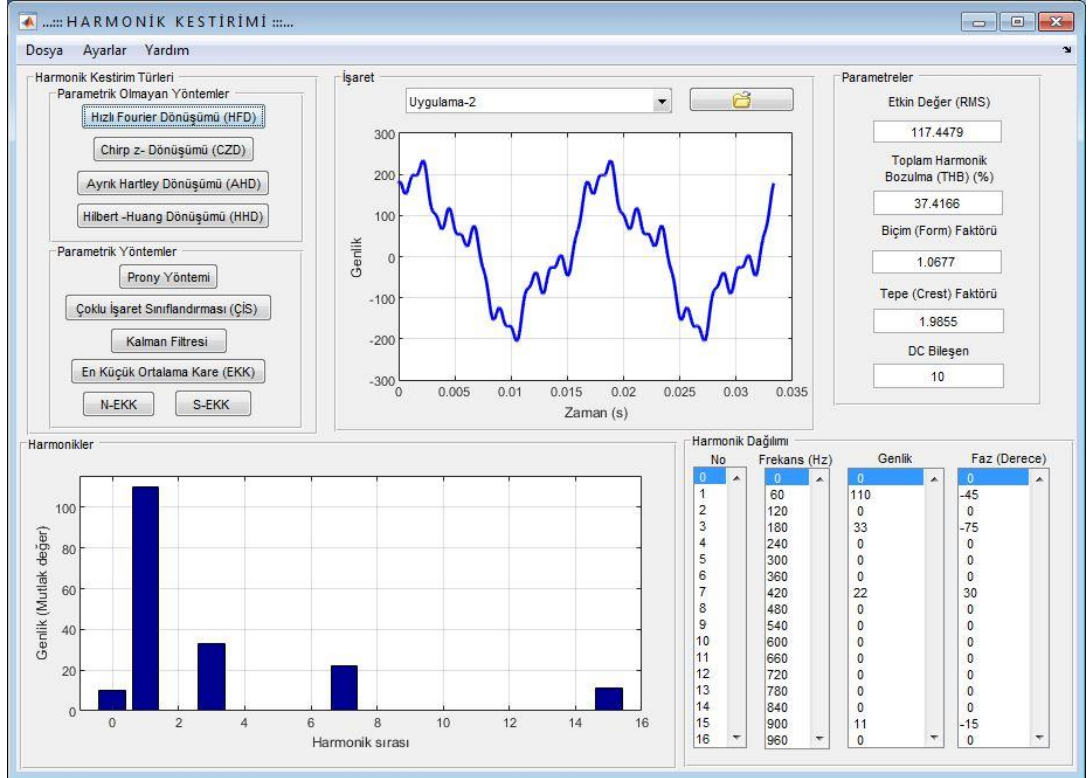 ...::: HARMONİK KESTİRİMİ :::...
Dosya Ayarlar Yardım
Harmonik Kestirim Türleri
Parametrik Olmayan Yöntemler
Hızlı Fourier Dönüşümü (HFD)
Chirp z- Dönüşümü (CZD)
Ayrık Hartley Dönüşümü (AHD)
Hilbert -Huang Dönüşümü (HHD)
Parametrik Yöntemler
Prony Yöntemi
Çoklu İşaret Sınıflandırması (ÇİS)
Kalman Filtresi
En Küçük Ortalama Kare (EKK)
N-EKK S-EKK
İşaret
Uygulama-2
300
200
100
0
-100
-200
-300
Genlik
0 0.005 0.01 0.015 0.02 0.025 0.03 0.035
Zaman (s)
Parametreler
Etkin Değer (RMS)
117.4479
Toplam Harmonik
Bozulma (THB) (%)
37.4166
Biçim (Form) Faktörü
1.0677
Tepe (Crest) Faktörü
1.9855
DC Bileşen
10
Harmonikler
100
80
60
40
20
0
Genlik (Mutlak değer)
0 2 4 6 8 10 12 14 16
Harmonik sırası
Harmonik Dağılımı
No Frekans (Hz) Genlik Faz (Derece)
0 0 0 0
1 60 110 -45
2 120 0 0
3 180 33 -75
4 240 0 0
5 300 0 0
6 360 0 0
7 420 22 30
8 480 0 0
9 540 0 0
10 600 0 0
11 660 0 0
12 720 0 0
13 780 0 0
14 840 0 0
15 900 11 -15
16 960 0 0